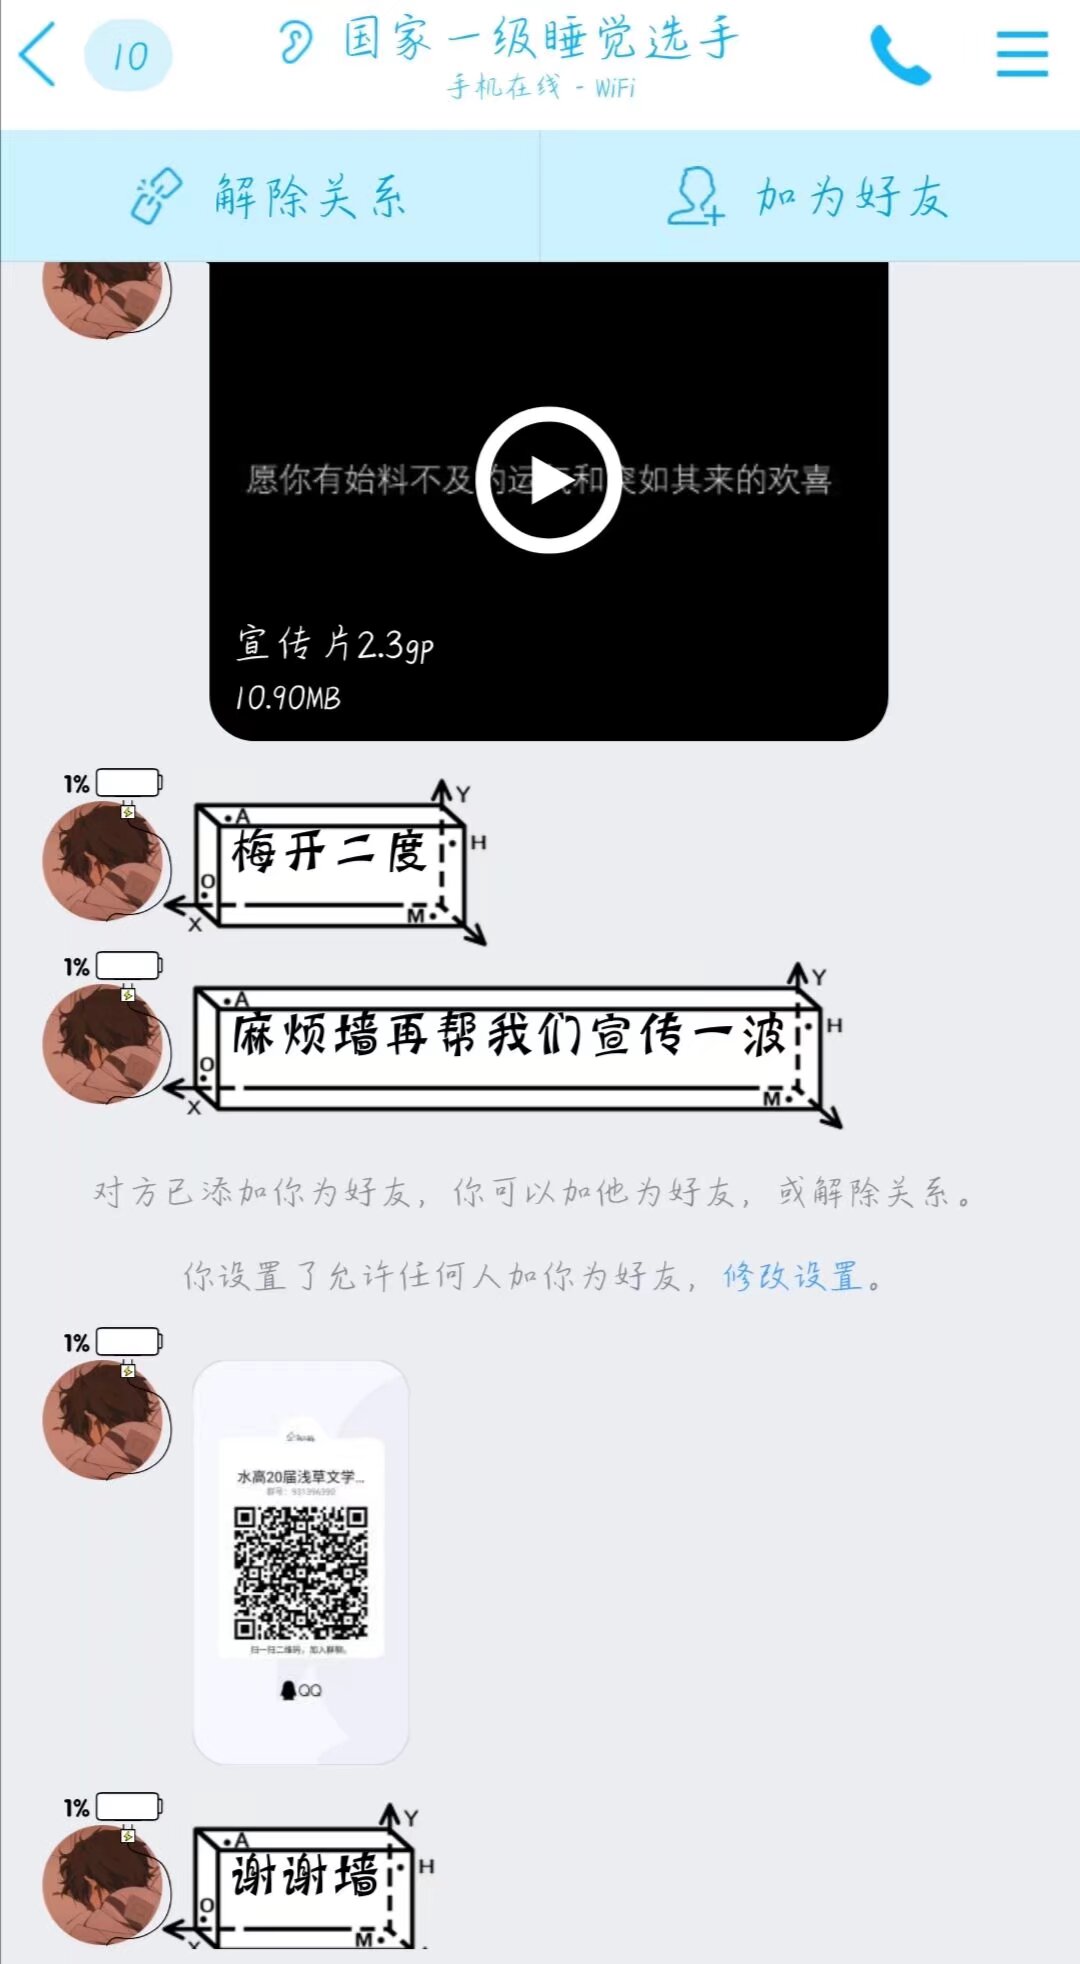 10
国家一级睡觉选手
手机在线 - WiFi
解除关系
加为好友
愿你有始料不及的运气和突如其来的欢喜
宣传片2.3gp
10.90MB
1%
A Y H O X M
梅开二度
1%
A Y H O X M
麻烦墙再帮我们宣传一波
对方已添加你为好友，你可以加他为好友，或解除关系。
你设置了允许任何人加你为好友，修改设置。
1%
水高20届浅草文学...
群号：931396390
扫一扫二维码，加入群聊。
QQ
1%
A Y H O X M
谢谢墙